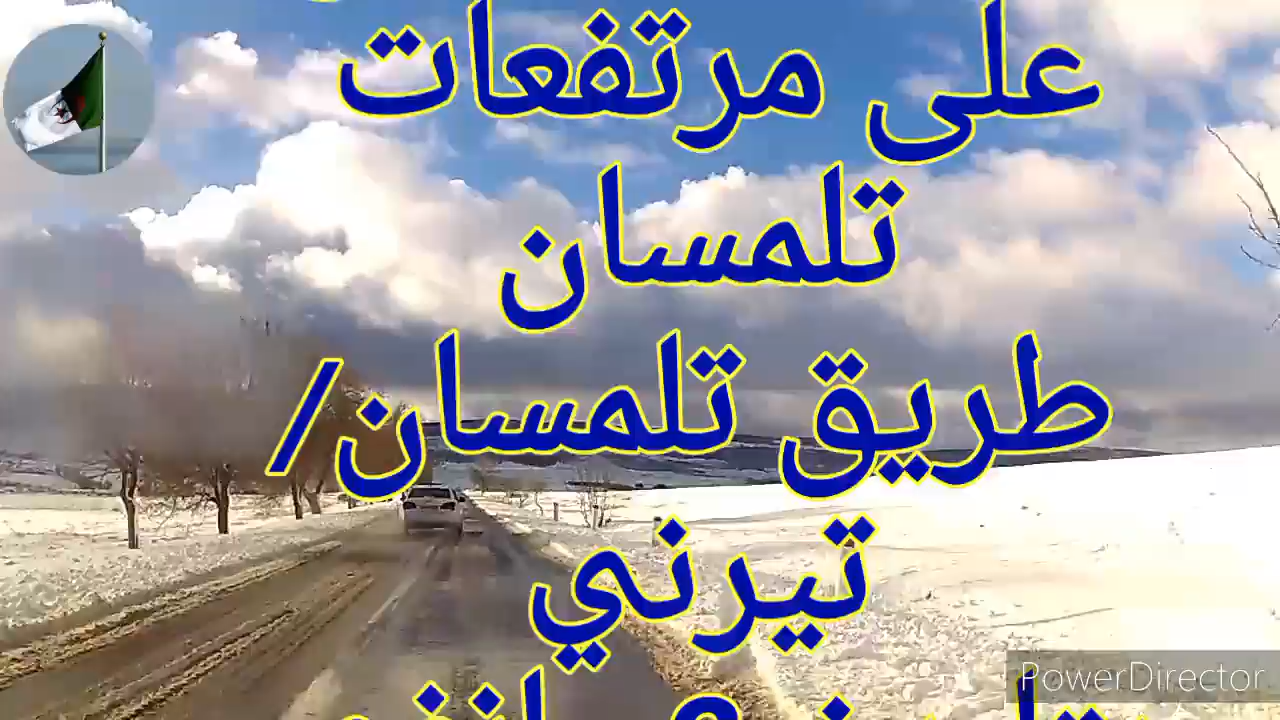 على مرتفعات
تلمسان
طريق تلمسان/
تيرني
PowerDirector